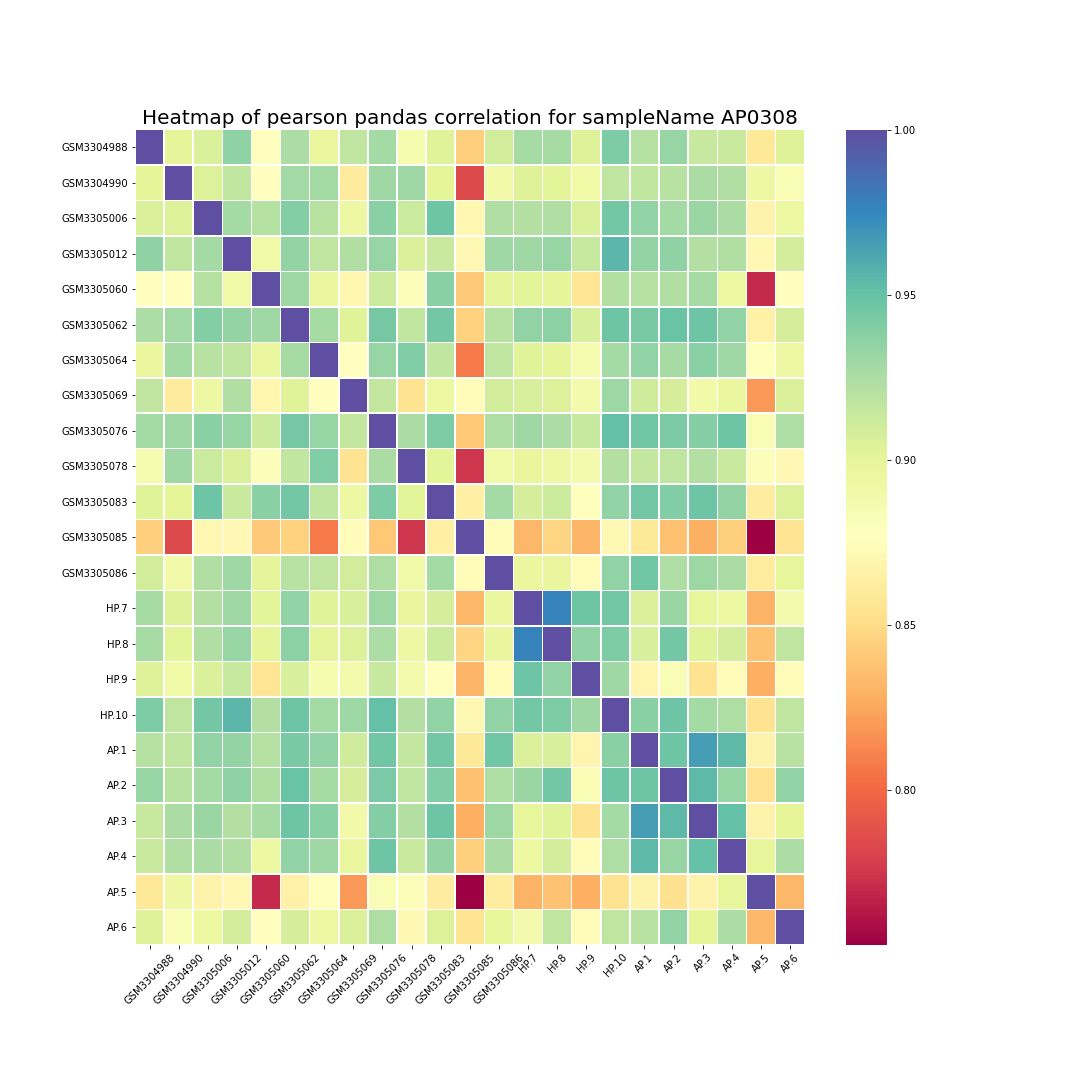 Heatmap of pearson pandas correlation for sampleName AP0308
GSM3304988
GSM3304990
GSM3305006
GSM3305012
GSM3305060
GSM3305062
GSM3305064
GSM3305069
GSM3305076
GSM3305078
GSM3305083
GSM3305085
GSM3305086
HP.7
HP.8
HP.9
HP.10
AP.1
AP.2
AP.3
AP.4
AP.5
AP.6
GSM3304988
GSM3304990
GSM3305006
GSM3305012
GSM3305060
GSM3305062
GSM3305064
GSM3305069
GSM3305076
GSM3305078
GSM3305083
GSM3305085
GSM3305086
HP.7
HP.8
HP.9
HP.10
AP.1
AP.2
AP.3
AP.4
AP.5
AP.6
1.00
0.95
0.90
0.85
0.80